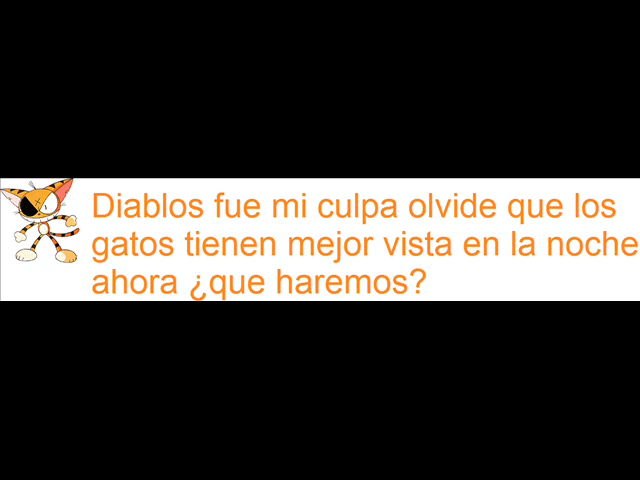 Diablos fue mi culpa olvide que los
gatos tienen mejor vista en la noche
ahora ¿que haremos?